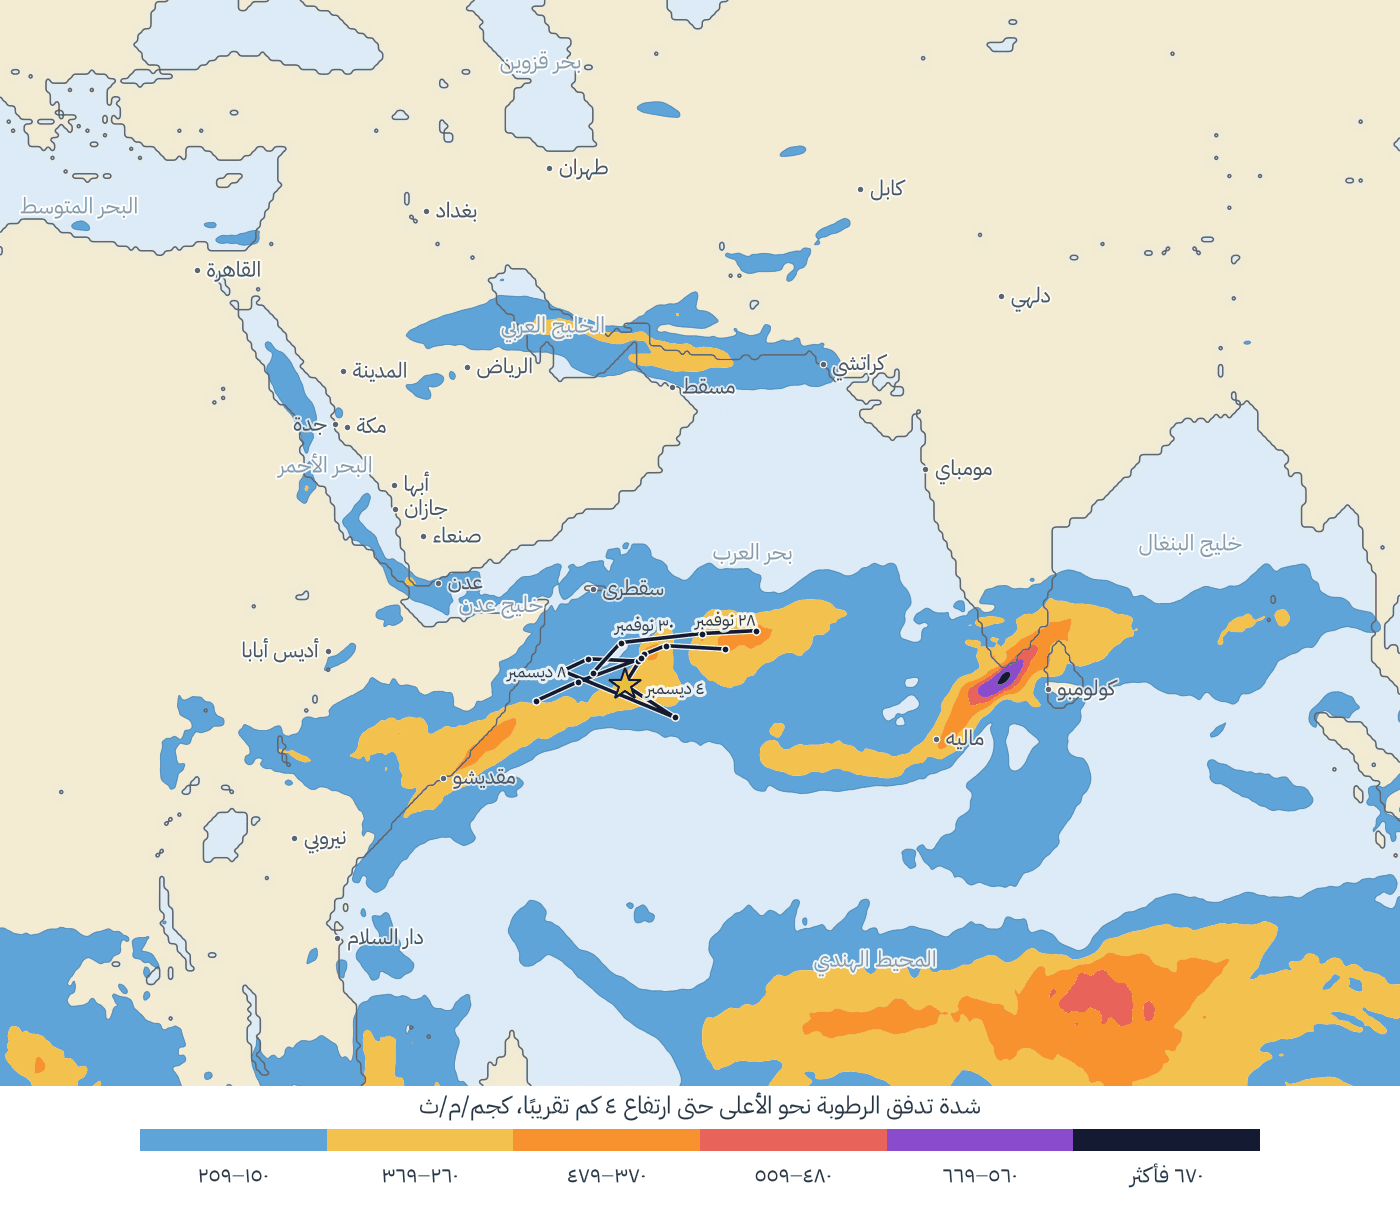 بحر قزوين
طهران
كابل
البحر المتوسط
بغداد
القاهرة
دلهي
الخليج العربي
كراتشي
الرياض
المدينة
مسقط
جدة
مكة
البحر الأحمر
مومباي
أبها
جازان
صنعاء
خليج البنغال
بحر العرب
عدن
سقطرى
خليج عدن
٢٨ نوفمبر
٣٠ نوفمبر
أديس أبابا
٨ ديسمبر
٤ ديسمبر
كولومبو
ماليه
مقديشو
نيروبي
دار السلام
المحيط الهندي
شدة تدفق الرطوبة نحو الأعلى حتى ارتفاع ٤ كم تقريبًا، كجم/م/ث
١٥٠–٢٥٩
٢٦٠–٣٦٩
٣٧٠–٤٧٩
٤٨٠–٥٥٩
٥٦٠–٦٦٩
٦٧٠ فأكثر